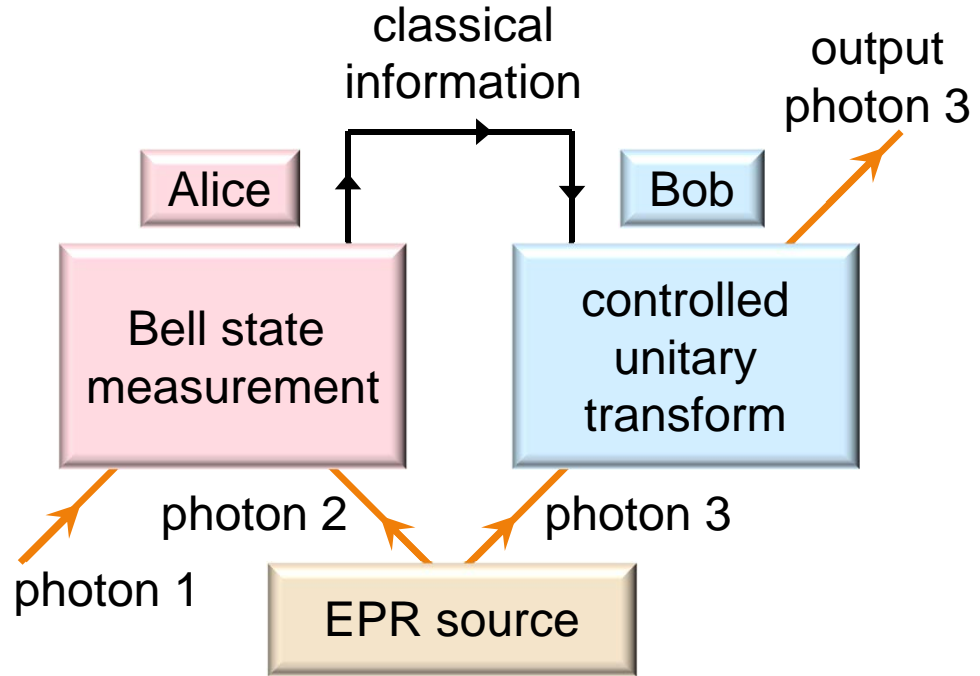 classical
information
output
photon 3
Alice
Bob
Bell state
measurement
controlled
unitary
transform
photon 2
photon 3
photon 1
EPR source